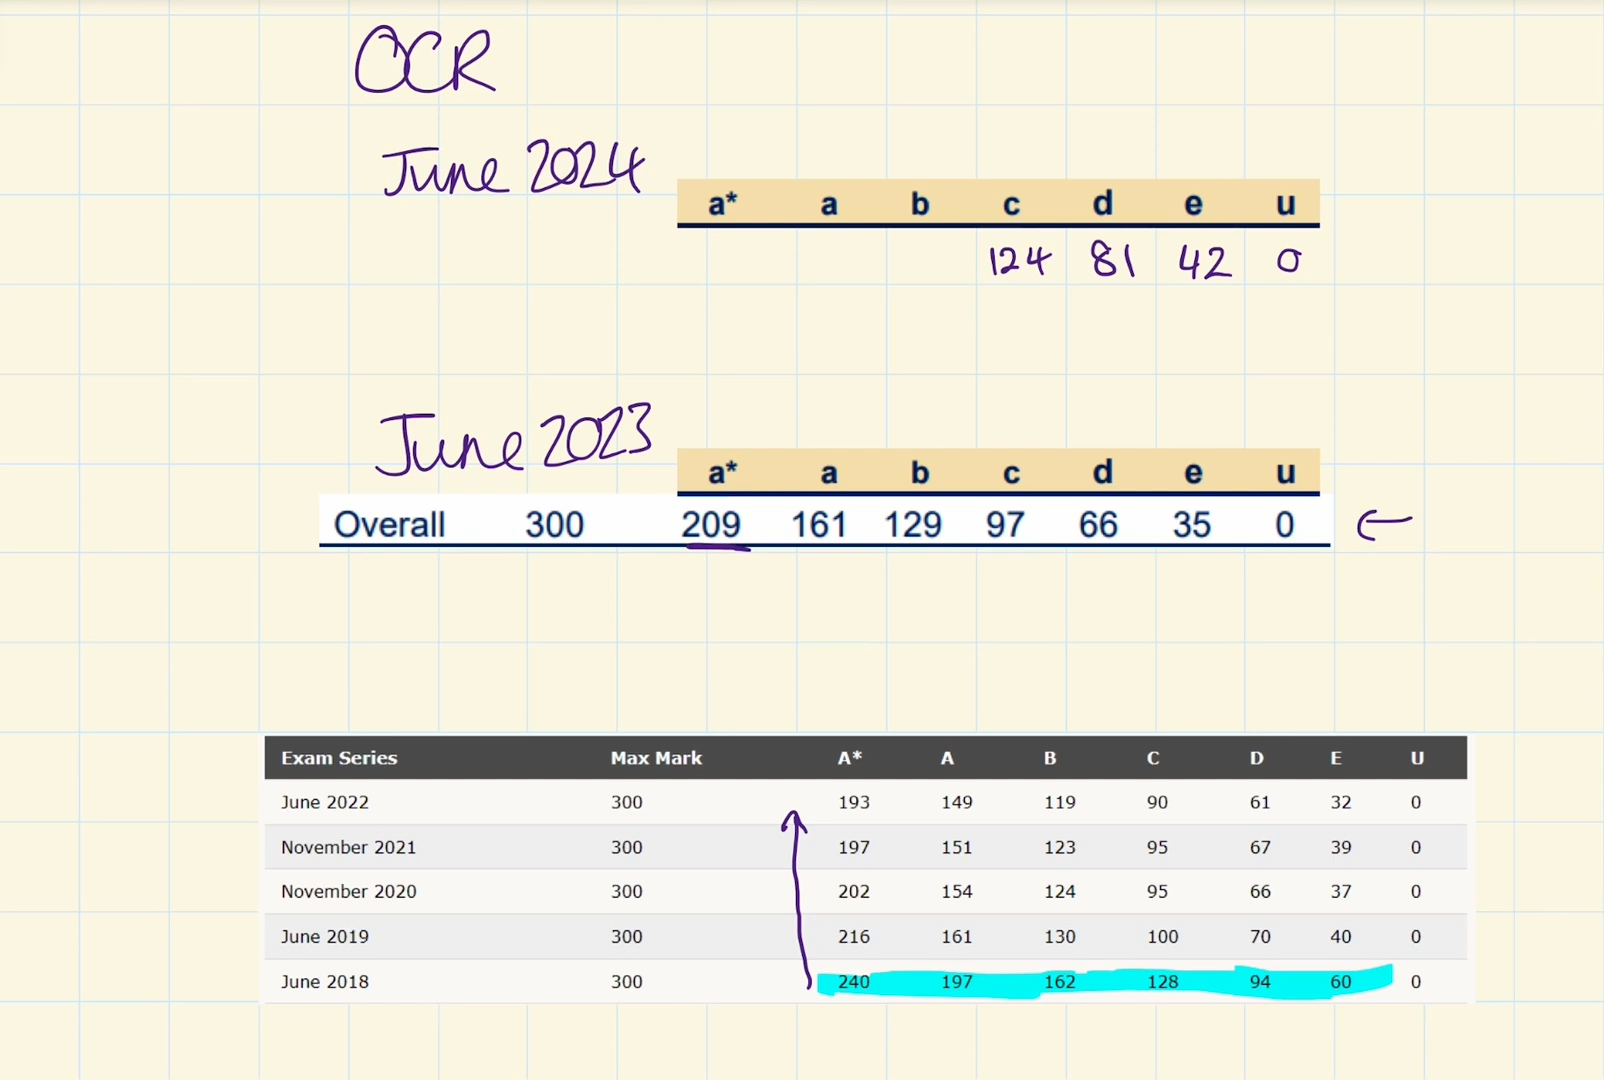 OCR
June 2024
a* a b c d e u
124 81 42 0
June 2023
a* a b c d e u
Overall 300 209 161 129 97 66 35 0
Exam Series Max Mark A* A B C D E U
June 2022 300 193 149 119 90 61 32 0
November 2021 300 197 151 123 95 67 39 0
November 2020 300 202 154 124 95 66 37 0
June 2019 300 216 161 130 100 70 40 0
June 2018 300 240 197 162 128 94 60 0